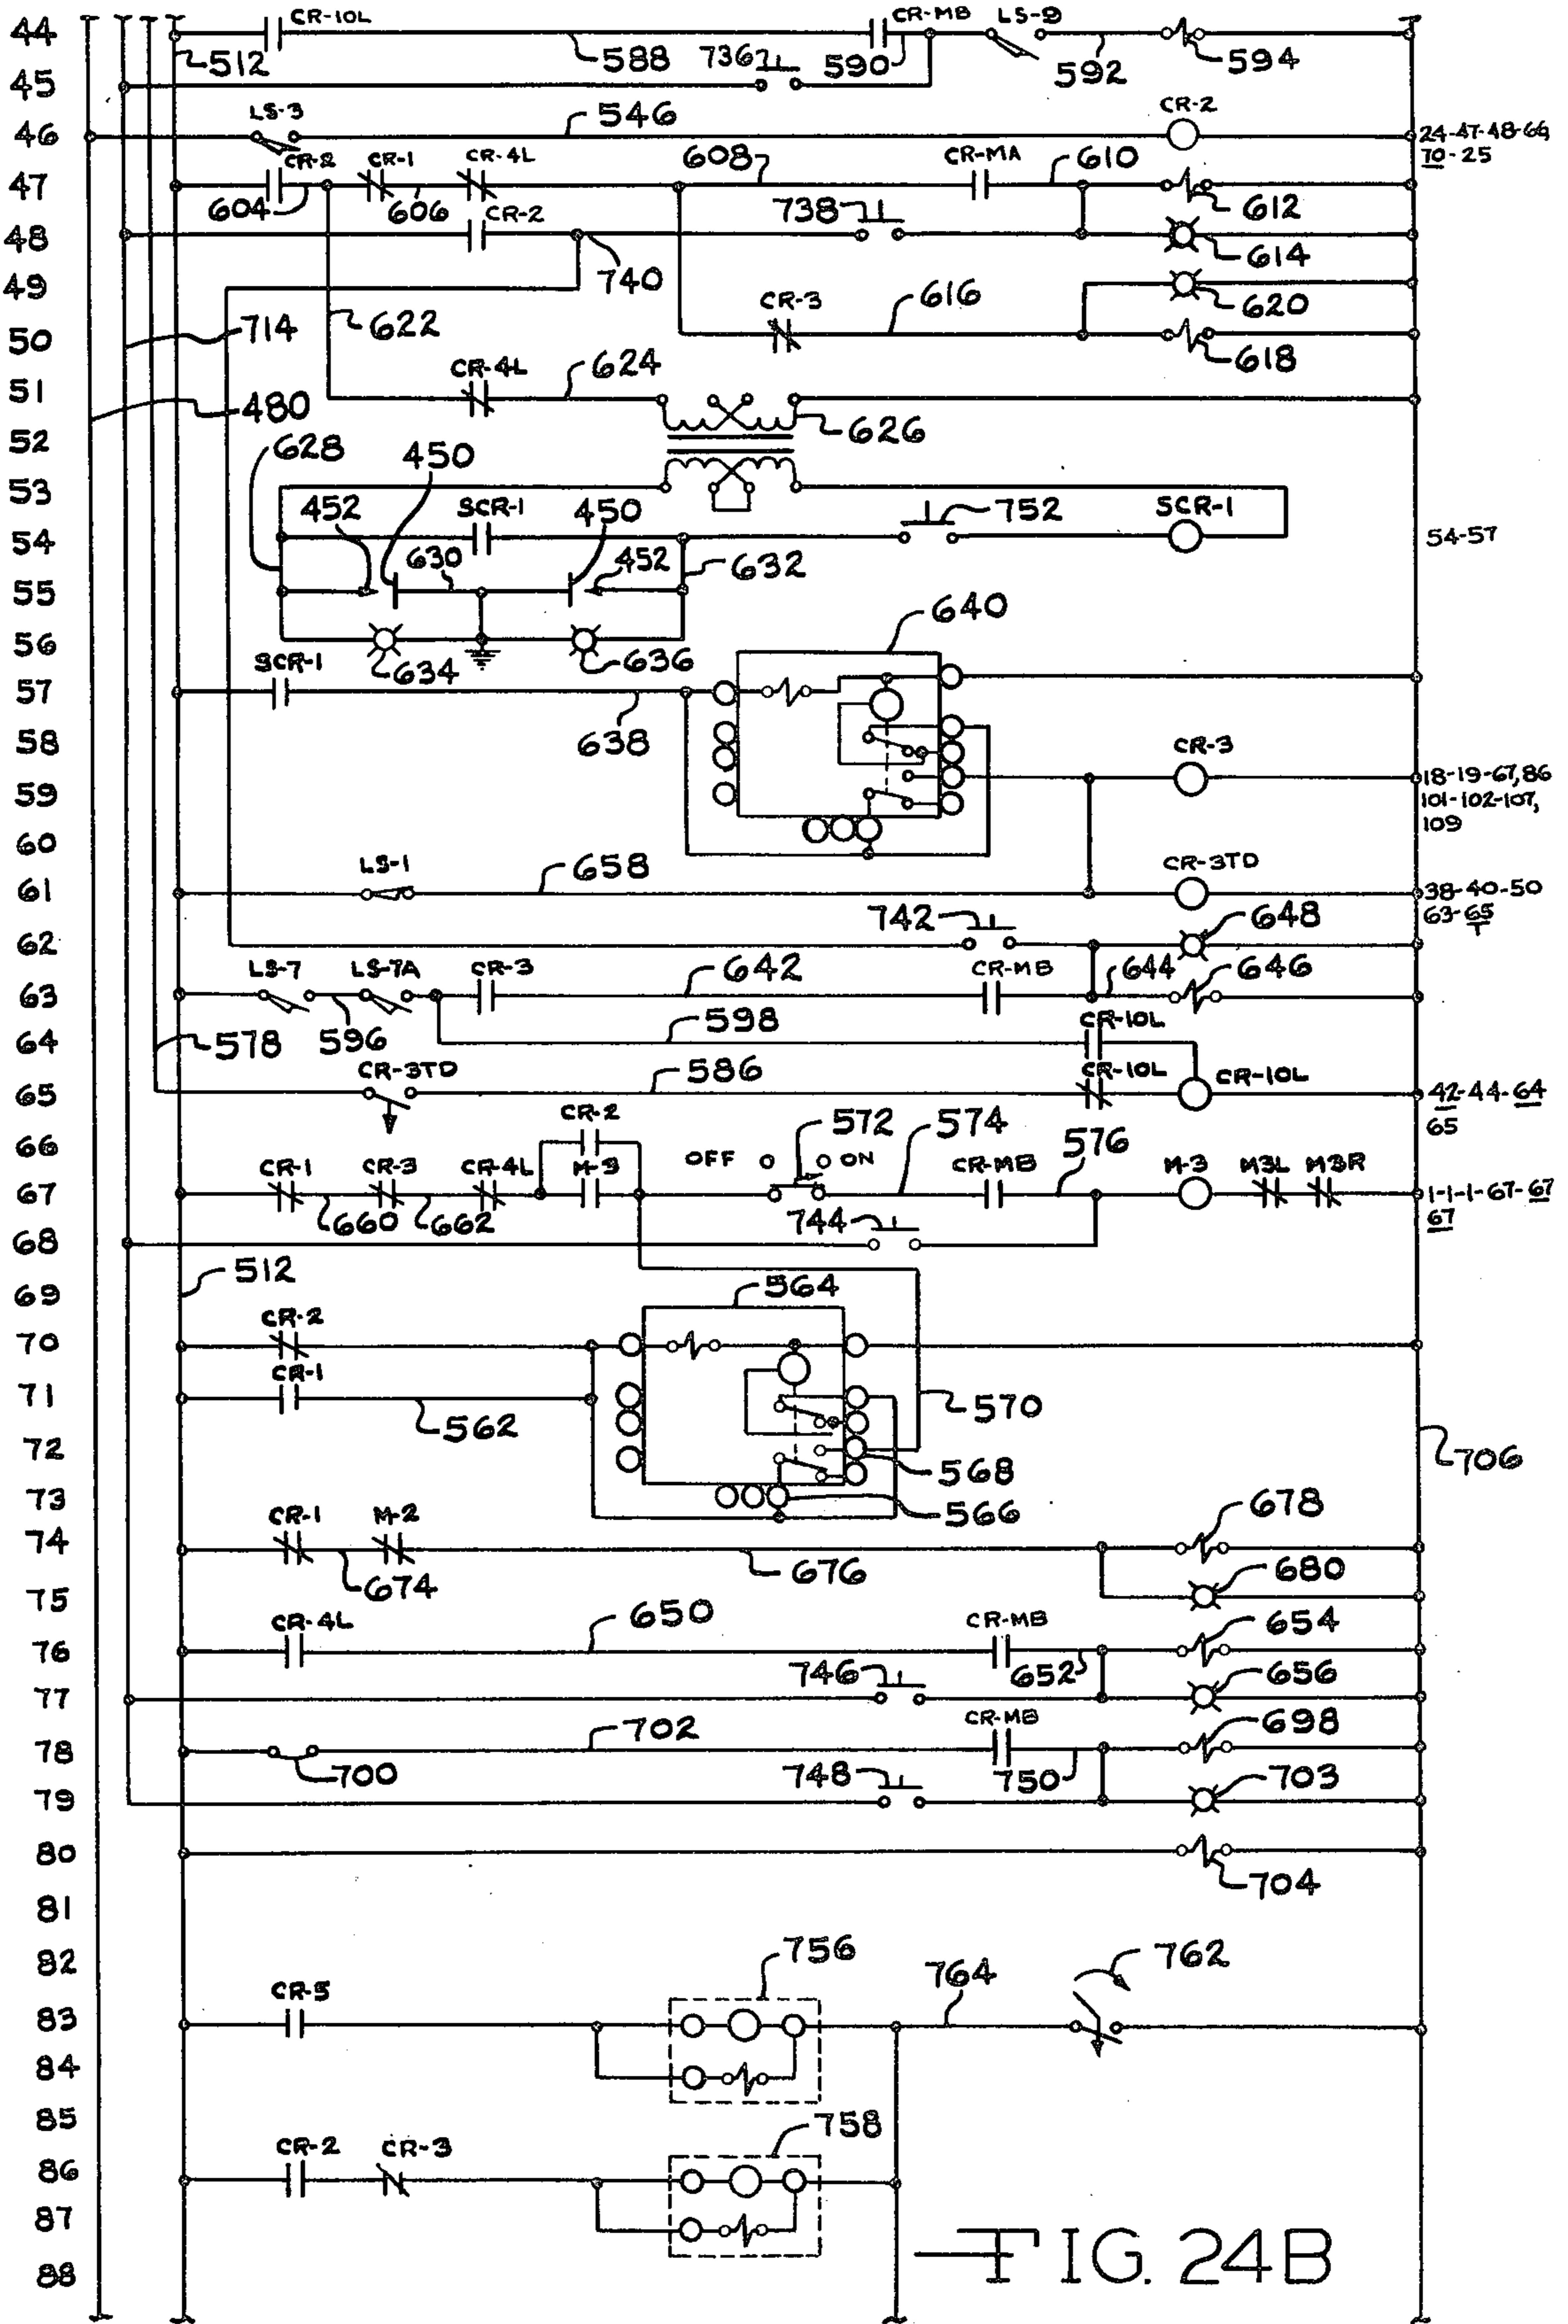 44 CR-10L CR-MB LS-9
512 588 736 590 592 594
45
LS-3 546 CR-2
46 24-47-48-66,
70-25
CR-2 CR-1 CR-4L 608 CR-MA 610
47 604 606 612
CR-2 738
48 614
49 740 620
714 622 CR-3 616
50 618
CR-4L 624
51
480
52 628 450 626
53
452 SCR-1 450 752 SCR-1
54 54-57
630 452 632
55
640
56
SCR-1 634 636
57
638
58 CR-3
18-19-67,86
59 101-102-107,
109
60
LS-1 658 CR-3TD
61 38-40-50
63-65
T
742 648
62
LS-7 LS-7A CR-3 642 CR-MB 644 646
63
578 596 598 CR-10L
64
CR-3TD 586 CR-10L CR-10L
65 42-44-64
65
CR-2 572 574 576
66 OFF ON
CR-1 CR-3 CR-4L M-3 CR-MB M-3 M3L M3R
67 1-1-1-67-67
67
660 662 744
68
512
69 564
CR-2
70
CR-1
71 570
562
72 568 706
73 566
CR-1 M-2 678
74
674 676 680
75
CR-4L 650 CR-MB 654
76
746 652 656
77
702 CR-MB 698
78
700 748 750 703
79
80
704
81
82 756 764 762
CR-5
83
84
85 758
CR-2 CR-3
86
87
FIG. 24B
88